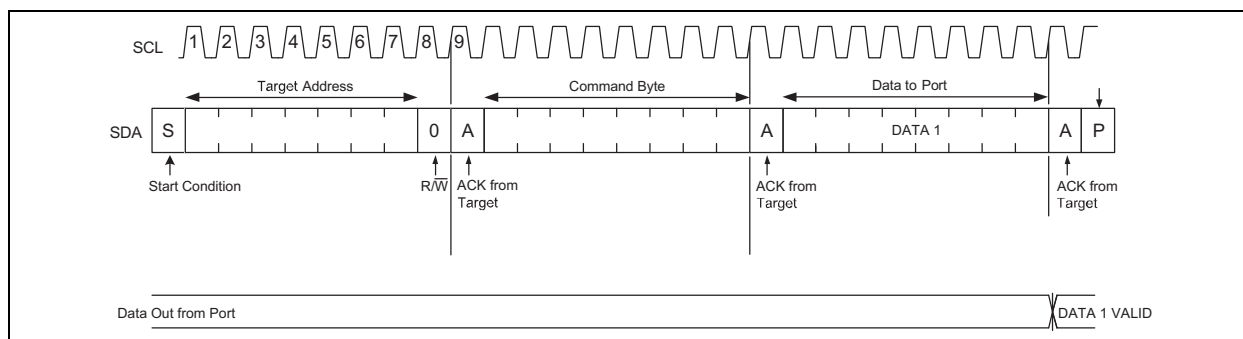 SCL 1 2 3 4 5 6 7 8 9
Target Address Command Byte Data to Port
SDA S 0 A A DATA 1 A P
Start Condition R/W̅ ACK from Target ACK from Target ACK from Target
Data Out from Port DATA 1 VALID